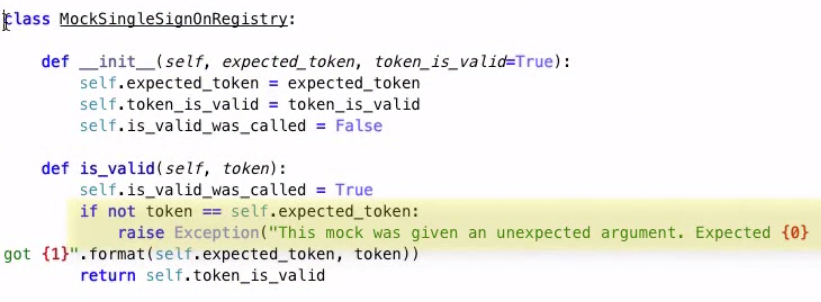 class MockSingleSignOnRegistry:
def __init__(self, expected_token, token_is_valid=True):
self.expected_token = expected_token
self.token_is_valid = token_is_valid
self.is_valid_was_called = False
def is_valid(self, token):
self.is_valid_was_called = True
if not token == self.expected_token:
raise Exception("This mock was given an unexpected argument. Expected {0}
got {1}".format(self.expected_token, token))
return self.token_is_valid